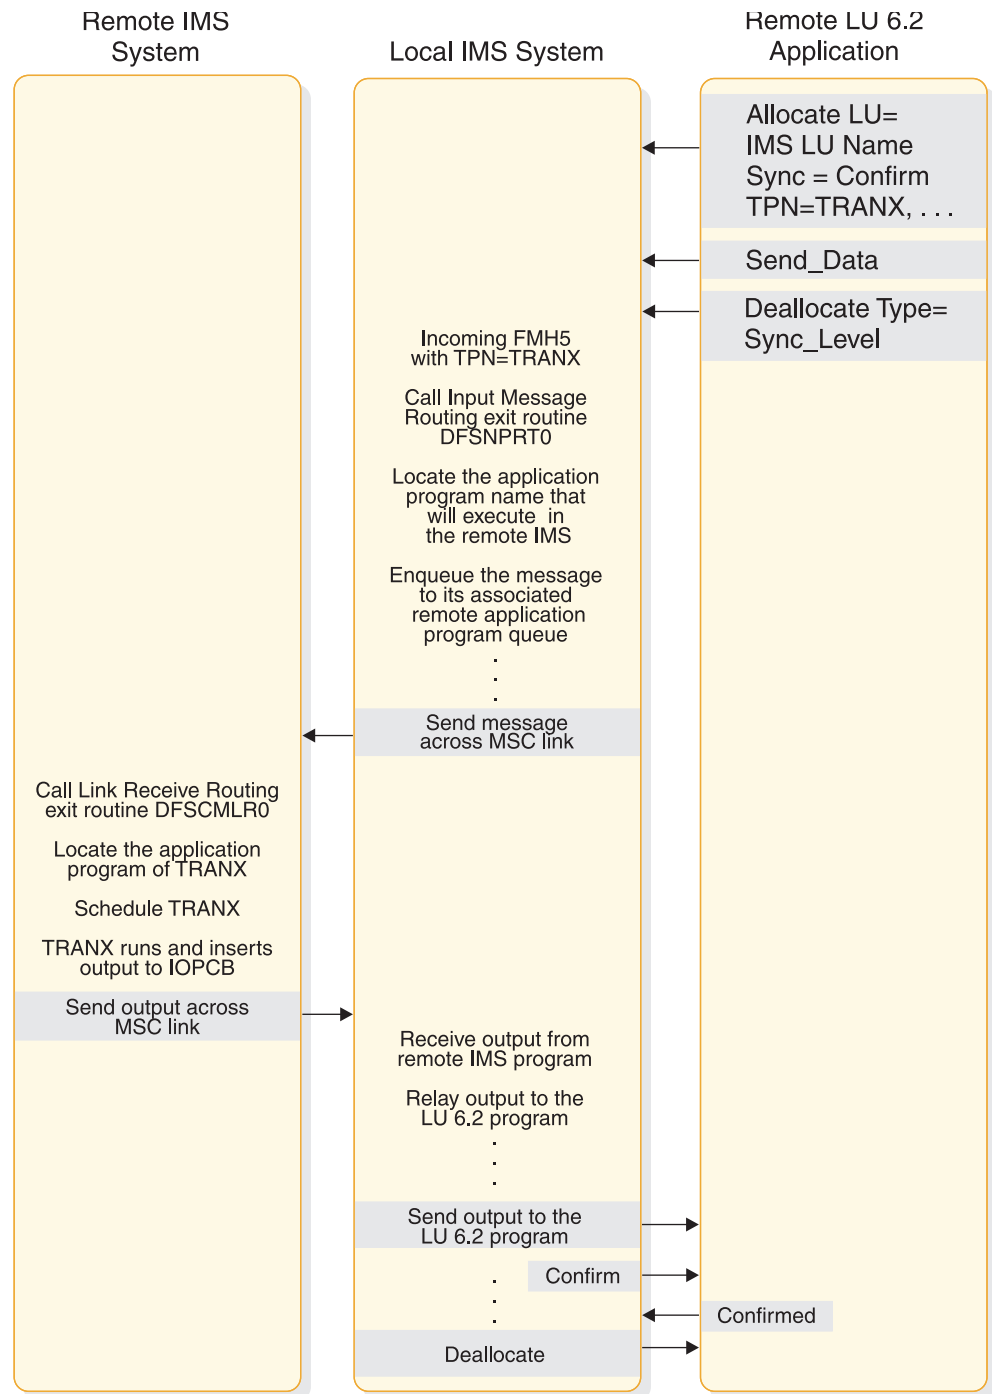 Remote IMS
System
Local IMS System
Remote LU 6.2
Application
Allocate LU=
IMS LU Name
Sync = Confirm
TPN=TRANX, . . .
Send_Data
Deallocate Type=
Sync_Level
Incoming FMH5
with TPN=TRANX
Call Input Message
Routing exit routine
DFSNPRT0
Locate the application
program name that
will execute in
the remote IMS
Enqueue the message
to its associated
remote application
program queue
.
.
.
Send message
across MSC link
Call Link Receive Routing
exit routine DFSCMLR0
Locate the application
program of TRANX
Schedule TRANX
TRANX runs and inserts
output to IOPCB
Send output across
MSC link
Receive output from
remote IMS program
Relay output to the
LU 6.2 program
.
.
.
Send output to the
LU 6.2 program
Confirm
.
.
.
Confirmed
Deallocate